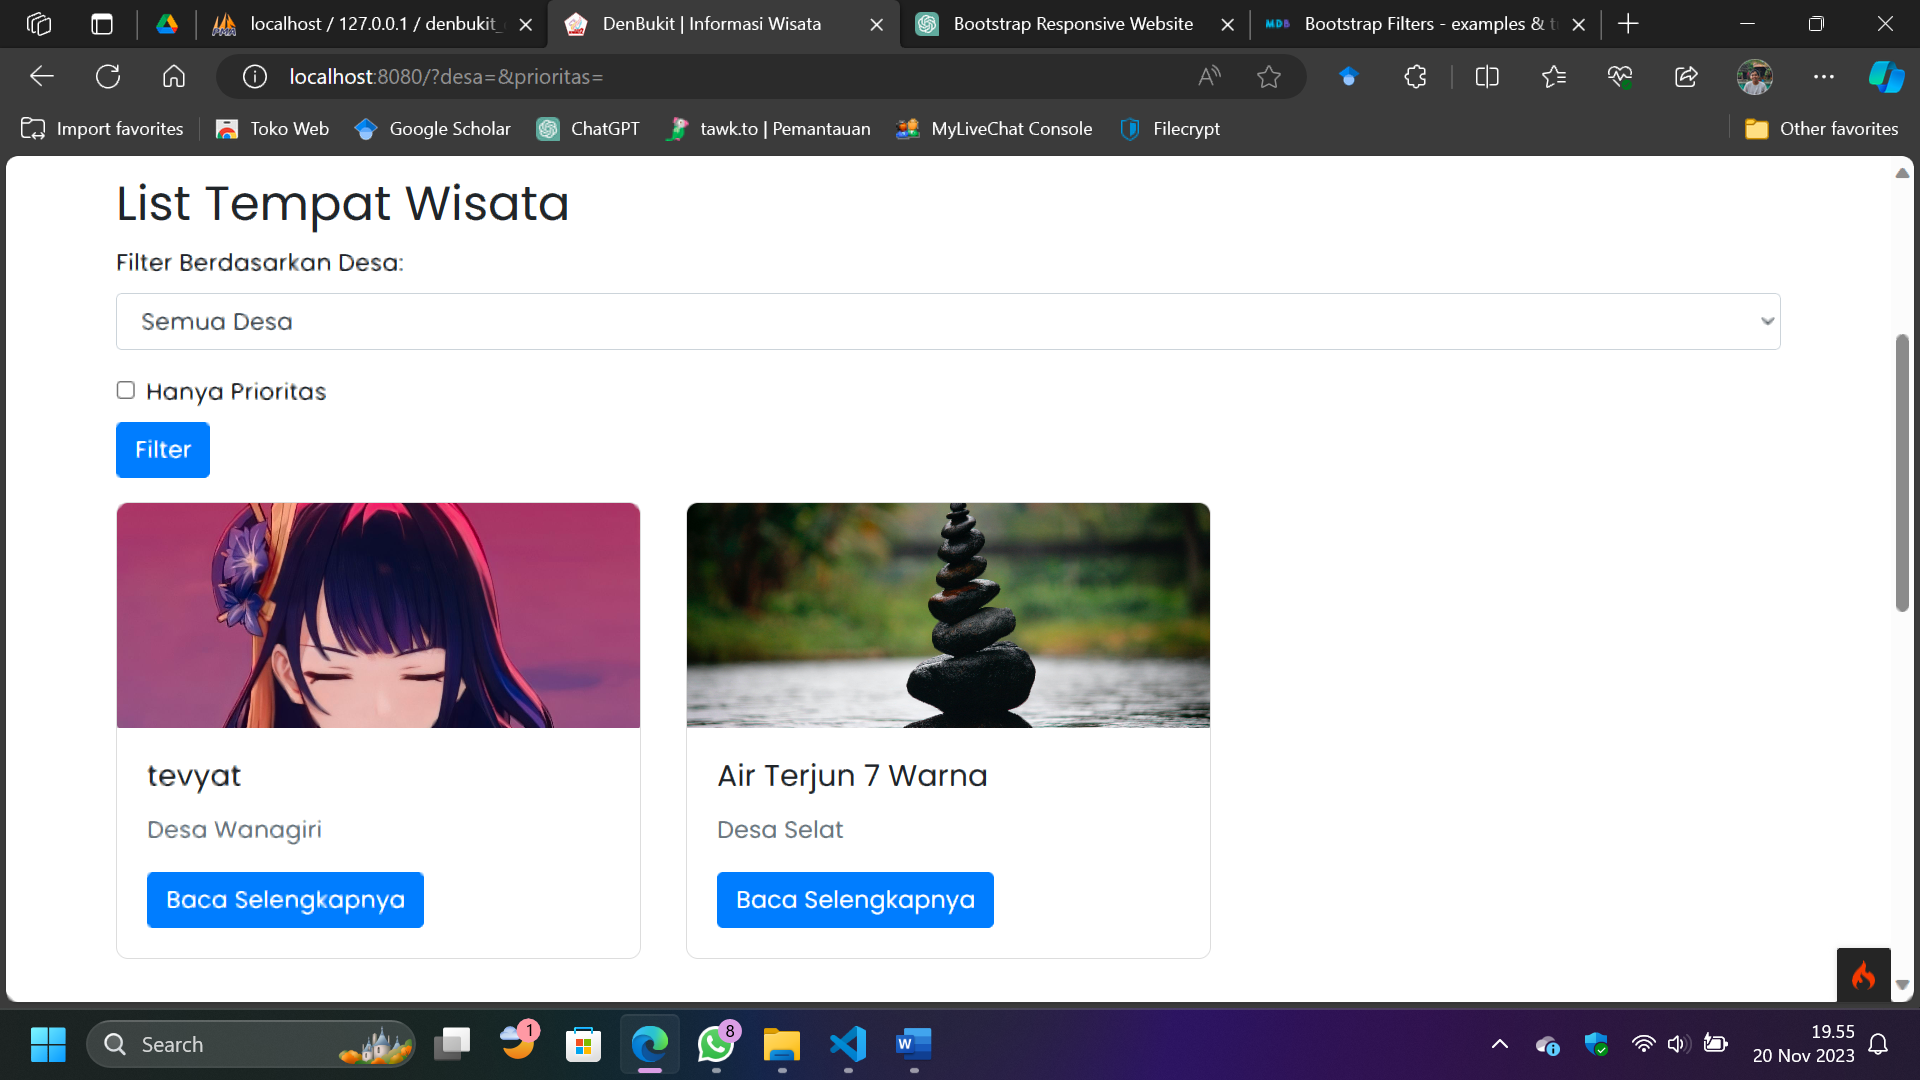 localhost / 127.0.0.1 / denbukit_
DenBukit | Informasi Wisata
Bootstrap Responsive Website
MDB
Bootstrap Filters - examples & t
localhost:8080/?desa=&prioritas=
Import favorites
Toko Web
Google Scholar
ChatGPT
tawk.to | Pemantauan
MyLiveChat Console
Filecrypt
Other favorites
List Tempat Wisata
Filter Berdasarkan Desa:
Semua Desa
Hanya Prioritas
Filter
tevyat
Desa Wanagiri
Baca Selengkapnya
Air Terjun 7 Warna
Desa Selat
Baca Selengkapnya
Search
1
8
19.55
20 Nov 2023